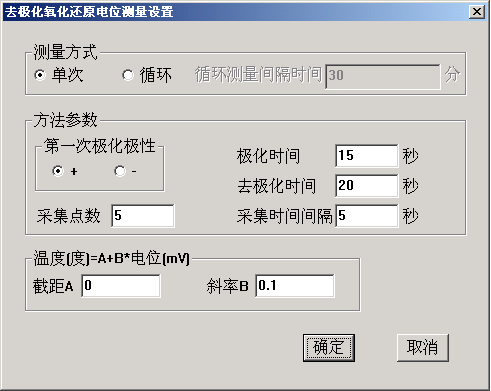 去极化氧化还原电位测量设置
测量方式
单次 循环 循环测量间隔时间 30 分
方法参数
第一次极化极性
+ -
极化时间 15 秒
去极化时间 20 秒
采集点数 5 采集时间间隔 5 秒
温度(度)=A+B*电位(mV)
截距A 0 斜率B 0.1
确定 取消